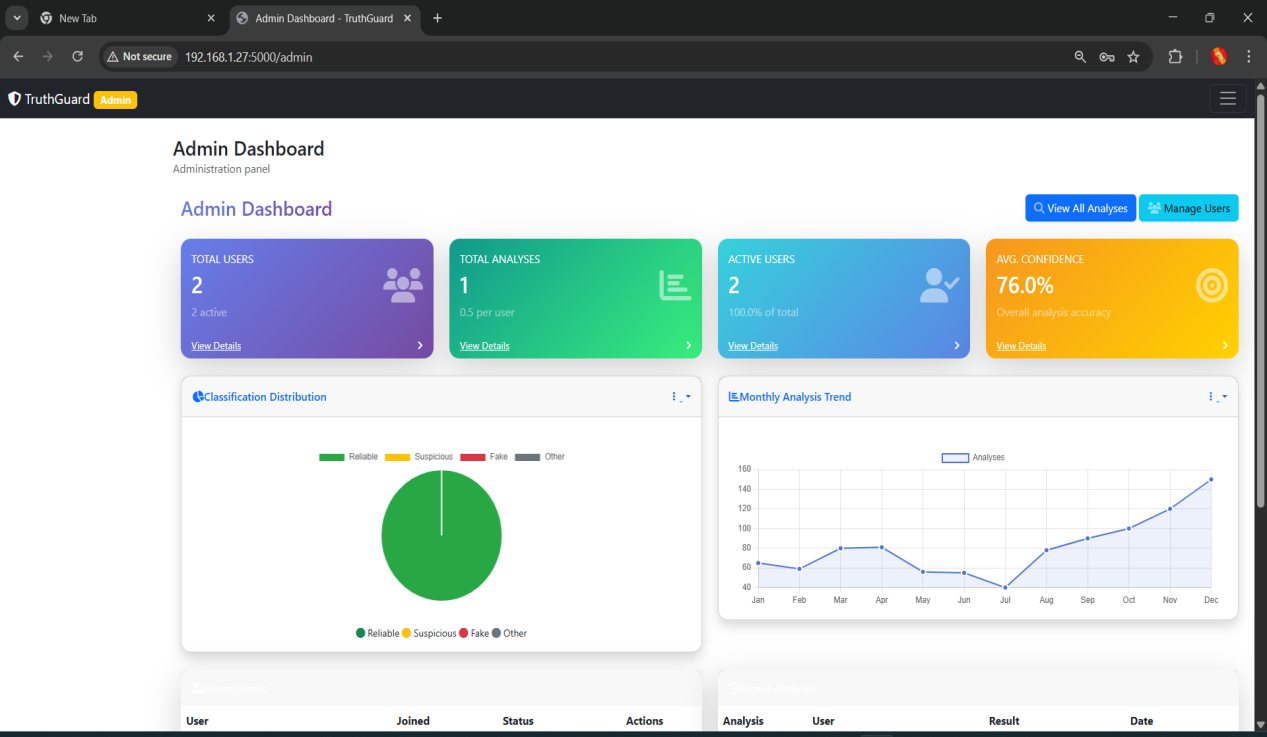 New Tab
Admin Dashboard - TruthGuard
Not secure
192.168.1.27:5000/admin
TruthGuard Admin
Admin Dashboard
Administration panel
Admin Dashboard
View All Analyses
Manage Users
TOTAL USERS
2
2 active
View Details
TOTAL ANALYSES
1
0.5 per user
View Details
ACTIVE USERS
2
100.0% of total
View Details
AVG. CONFIDENCE
76.0%
Overall analysis accuracy
View Details
Classification Distribution
Reliable Suspicious Fake Other
Reliable Suspicious Fake Other
Monthly Analysis Trend
Analyses
160
140
120
100
80
60
40
Jan Feb Mar Apr May Jun Jul Aug Sep Oct Nov Dec
Recent Users
User Joined Status Actions
Recent Analyses
Analysis User Result Date